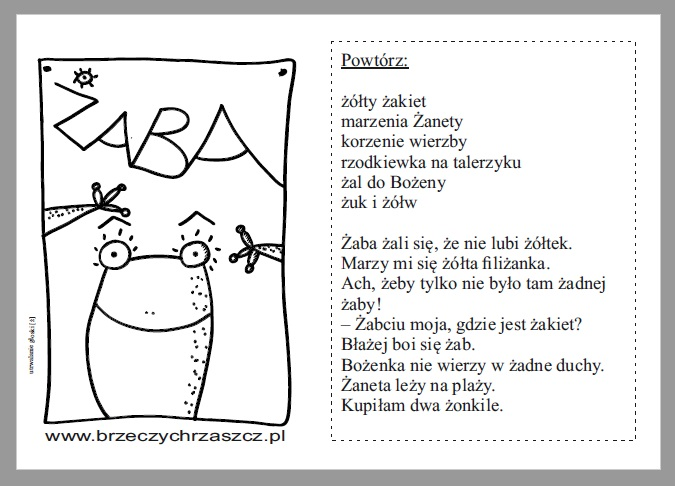 ŻABA
utrwalanie głoski [ż]
www.brzeczychrzaszcz.pl
Powtórz:
żółty żakiet
marzenia Żanety
korzenie wierzby
rzodkiewka na talerzyku
żal do Bożeny
żuk i żółw
Żaba żali się, że nie lubi żółtek.
Marzy mi się żółta filiżanka.
Ach, żeby tylko nie było tam żadnej
żaby!
– Żabciu moja, gdzie jest żakiet?
Błażej boi się żab.
Bożenka nie wierzy w żadne duchy.
Żaneta leży na plaży.
Kupiłam dwa żonkile.